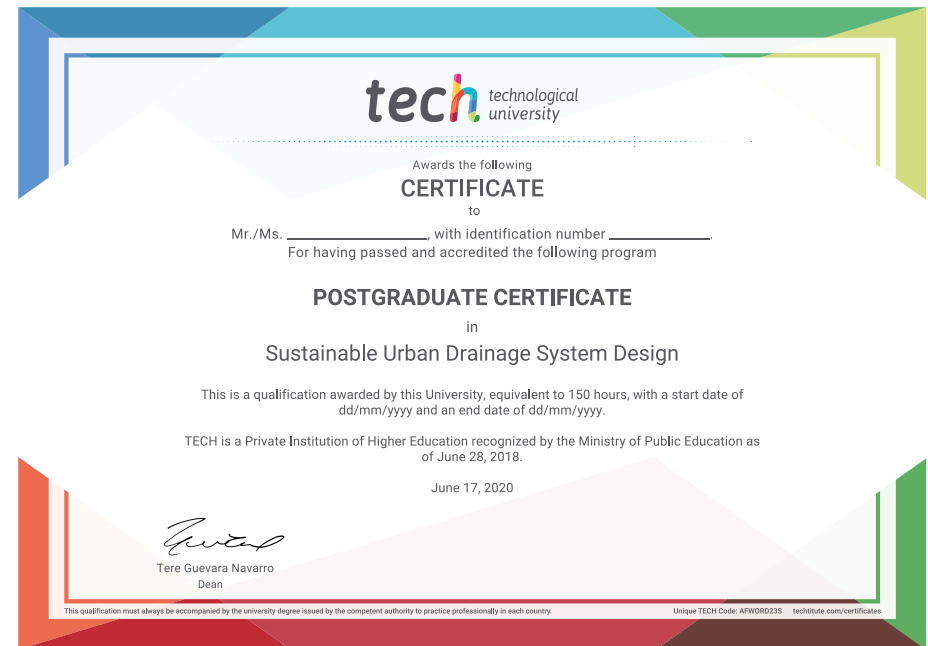 tech technological
university
Awards the following
CERTIFICATE
to
Mr./Ms. ____________________, with identification number ______________.
For having passed and accredited the following program
POSTGRADUATE CERTIFICATE
in
Sustainable Urban Drainage System Design
This is a qualification awarded by this University, equivalent to 150 hours, with a start date of
dd/mm/yyyy and an end date of dd/mm/yyyy.
TECH is a Private Institution of Higher Education recognized by the Ministry of Public Education as
of June 28, 2018.
June 17, 2020
Tere Guevara Navarro
Dean
This qualification must always be accompanied by the university degree issued by the competent authority to practice professionally in each country.
Unique TECH Code: AFWORD23S techtitute.com/certificates